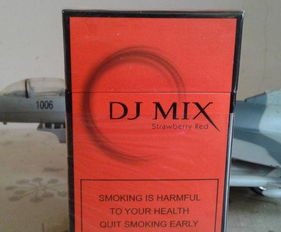 1006
DJ MIX
Strawberry Red
SMOKING IS HARMFUL
TO YOUR HEALTH
QUIT SMOKING EARLY